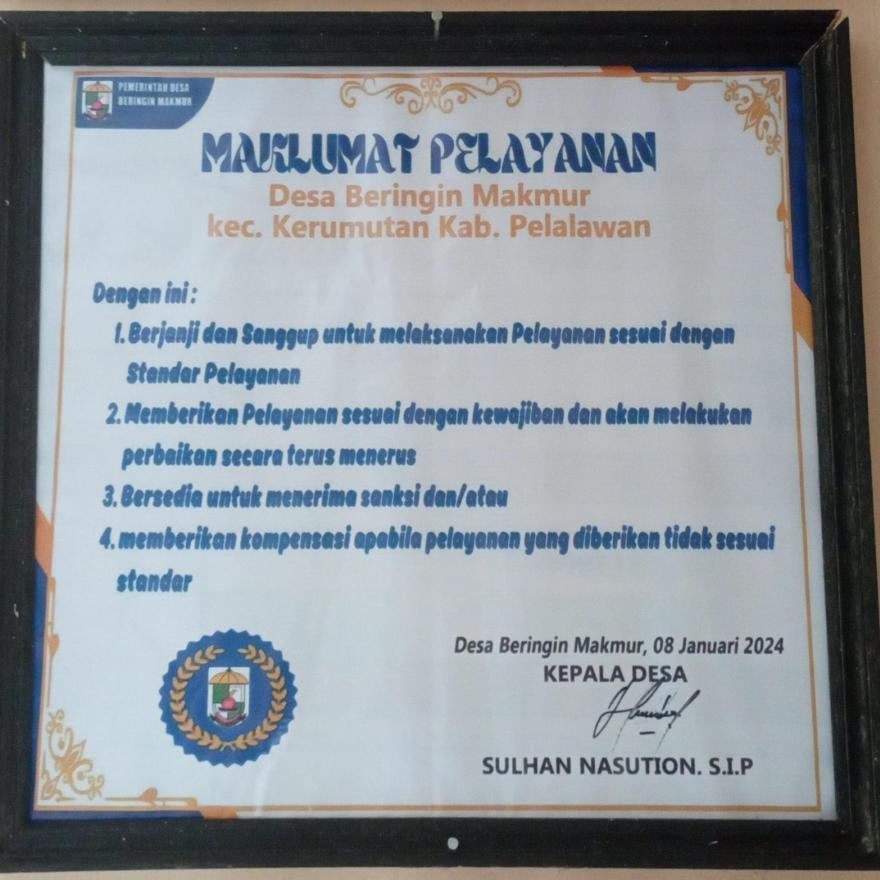 PEMERINTAH DESA
BERINGIN MAKMUR
MAKLUMAT PELAYANAN
Desa Beringin Makmur
kec. Kerumutan Kab. Pelalawan
Dengan ini :
1. Berjanji dan Sanggup untuk melaksanakan Pelayanan sesuai dengan
Standar Pelayanan
2. Memberikan Pelayanan sesuai dengan kewajiban dan akan melakukan
perbaikan secara terus menerus
3. Bersedia untuk menerima sanksi dan/atau
4. memberikan kompensasi apabila pelayanan yang diberikan tidak sesuai
standar
Desa Beringin Makmur, 08 Januari 2024
KEPALA DESA
SULHAN NASUTION. S.I.P